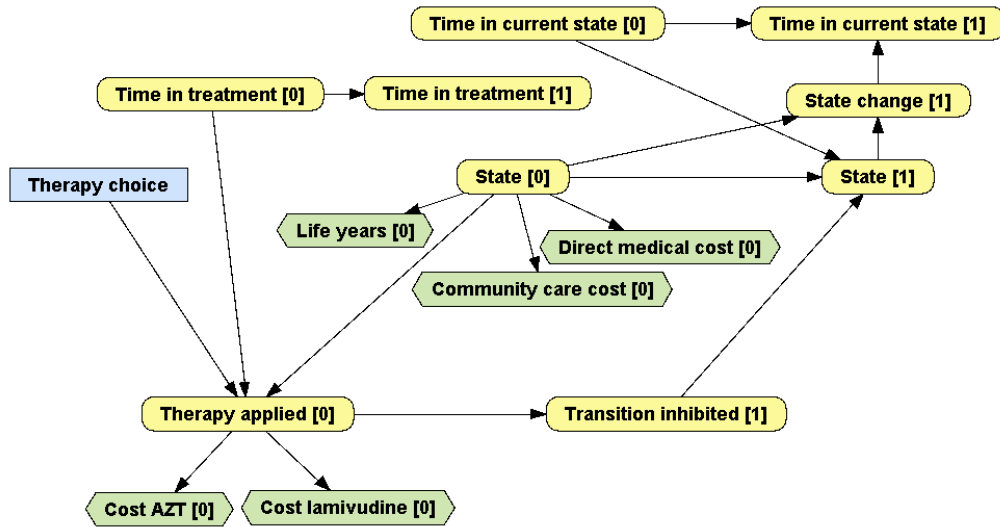 Time in current state [0]
Time in current state [1]
Time in treatment [0]
Time in treatment [1]
State change [1]
Therapy choice
State [0]
State [1]
Life years [0]
Direct medical cost [0]
Community care cost [0]
Therapy applied [0]
Transition inhibited [1]
Cost AZT [0]
Cost lamivudine [0]